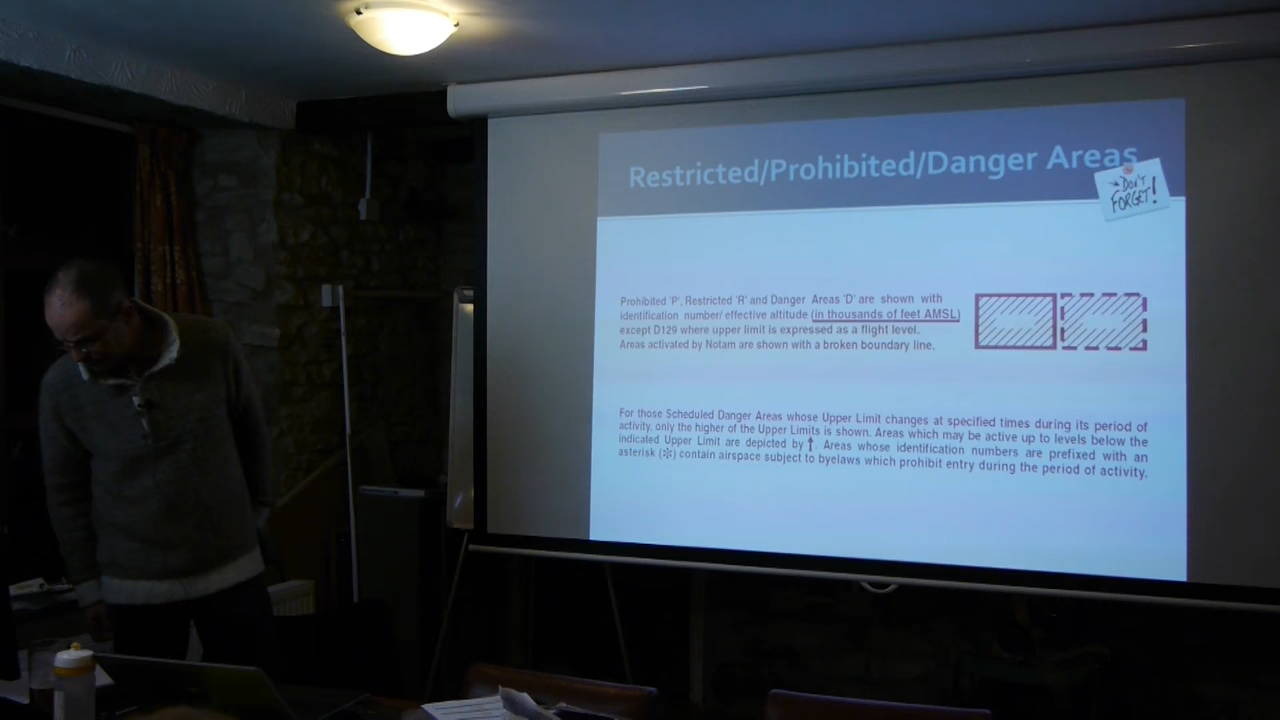 Restricted/Prohibited/Danger Areas
DON'T
FORGET!
Prohibited 'P', Restricted 'R' and Danger Areas 'D' are shown with
identification number/ effective altitude (in thousands of feet AMSL)
except D129 where upper limit is expressed as a flight level.
Areas activated by Notam are shown with a broken boundary line.
For those Scheduled Danger Areas whose Upper Limit changes at specified times during its period of
activity, only the higher of the Upper Limits is shown. Areas which may be active up to levels below the
indicated Upper Limit are depicted by ↑. Areas whose identification numbers are prefixed with an
asterisk (✻) contain airspace subject to byelaws which prohibit entry during the period of activity.